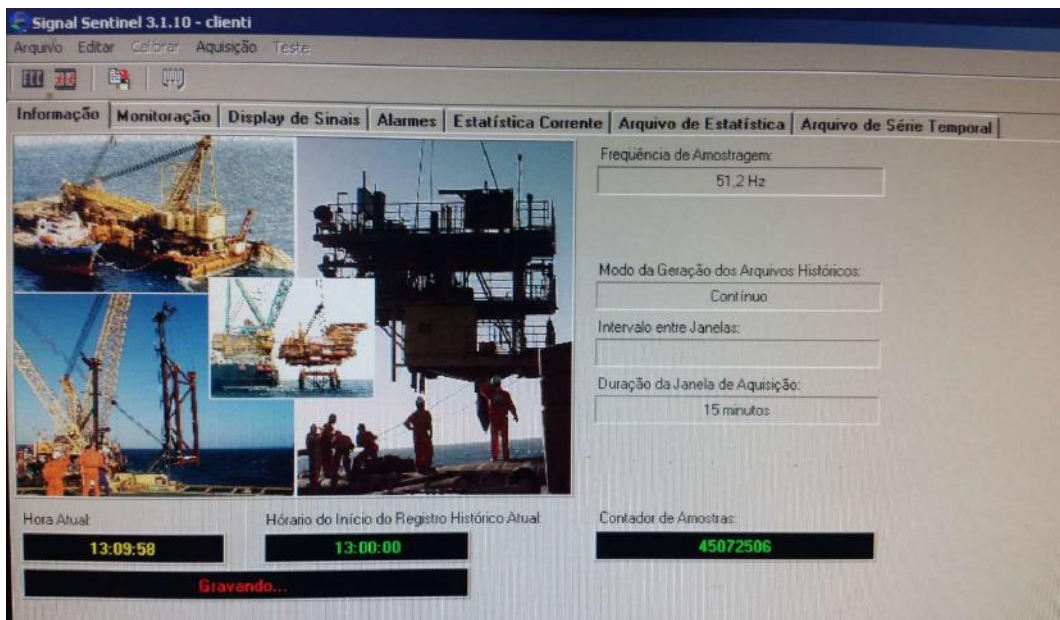 Signal Sentinel 3.1.10 - clienti
Arquivo Editar Calibrar Aquisição Teste
Informação Monitoração Display de Sinais Alarmes Estatística Corrente Arquivo de Estatística Arquivo de Série Temporal
Freqüência de Amostragem:
51,2 Hz
Modo da Geração dos Arquivos Históricos:
Contínuo
Intervalo entre Janelas:
Duração da Janela de Aquisição:
15 minutos
Hora Atual: Hórario do Início do Registro Histórico Atual: Contador de Amostras:
13:09:58 13:00:00 45072506
Gravando...